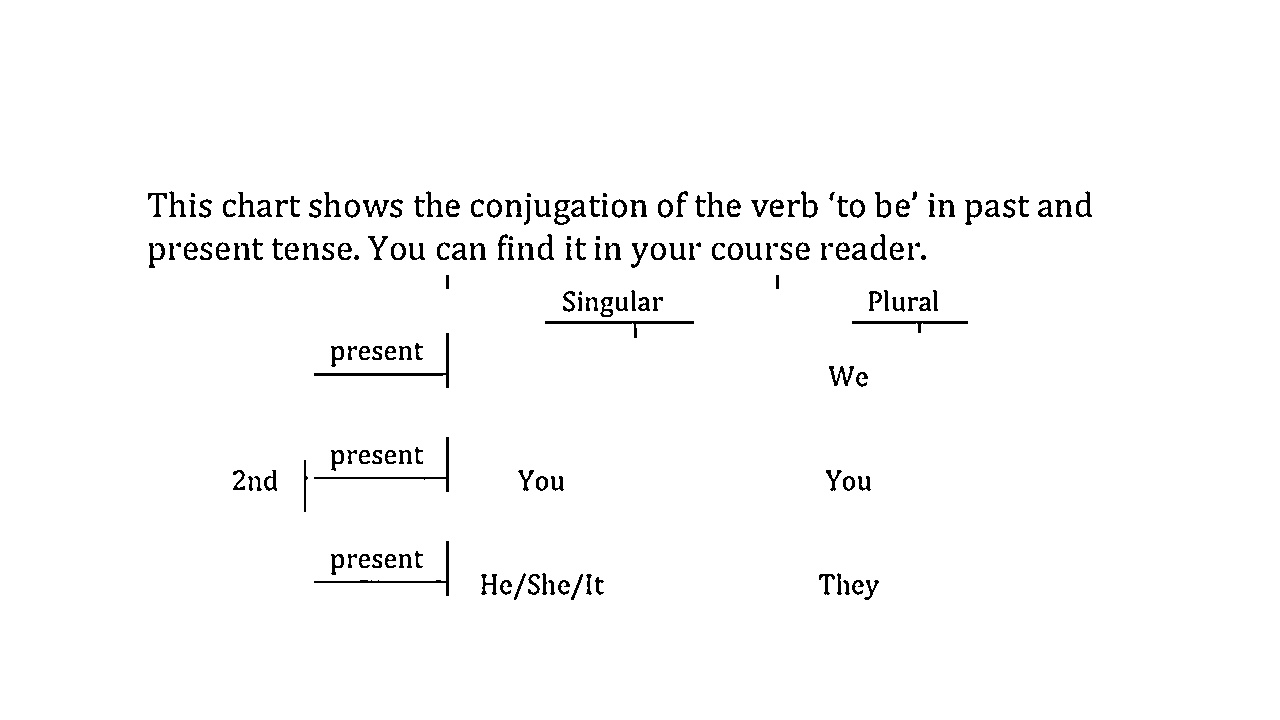 This chart shows the conjugation of the verb ‘to be’ in past and
present tense. You can find it in your course reader.
Singular Plural
present
We
present
2nd You You
present
He/She/It They